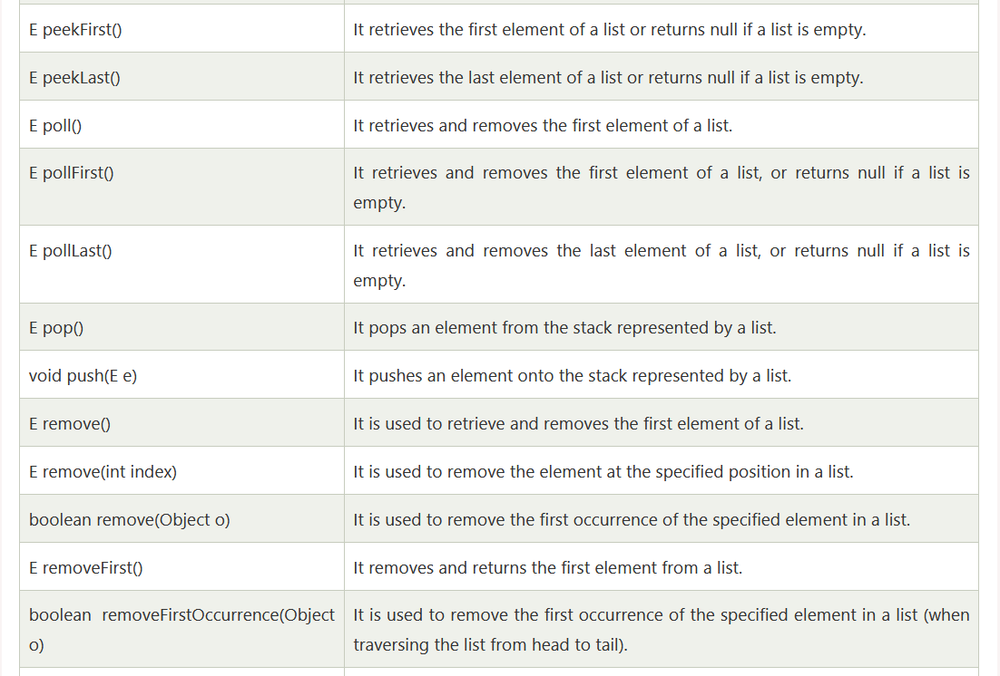 E peekFirst()
It retrieves the first element of a list or returns null if a list is empty.
E peekLast()
It retrieves the last element of a list or returns null if a list is empty.
E poll()
It retrieves and removes the first element of a list.
E pollFirst()
It retrieves and removes the first element of a list, or returns null if a list is
empty.
E pollLast()
It retrieves and removes the last element of a list, or returns null if a list is
empty.
E pop()
It pops an element from the stack represented by a list.
void push(E e)
It pushes an element onto the stack represented by a list.
E remove()
It is used to retrieve and removes the first element of a list.
E remove(int index)
It is used to remove the element at the specified position in a list.
boolean remove(Object o)
It is used to remove the first occurrence of the specified element in a list.
E removeFirst()
It removes and returns the first element from a list.
boolean removeFirstOccurrence(Object
o)
It is used to remove the first occurrence of the specified element in a list (when
traversing the list from head to tail).